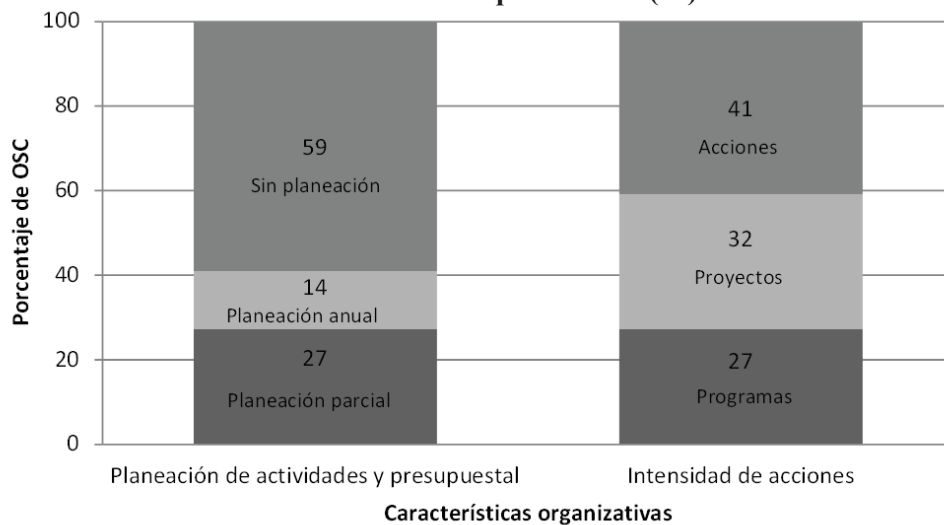 100
80
60
40
20
0
Porcentaje de OSC
59
Sin planeación
14
Planeación anual
27
Planeación parcial
41
Acciones
32
Proyectos
27
Programas
Planeación de actividades y presupuestal
Intensidad de acciones
Características organizativas